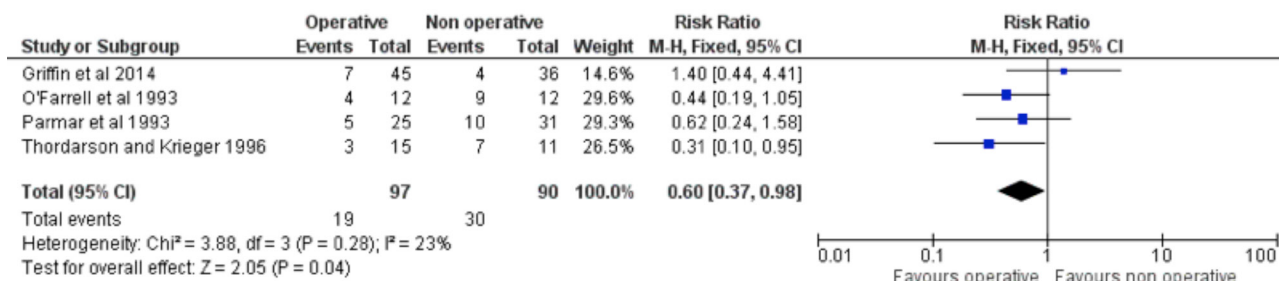 Operative Non operative Risk Ratio Risk Ratio
Study or Subgroup Events Total Events Total Weight M-H, Fixed, 95% CI M-H, Fixed, 95% CI
Griffin et al 2014 7 45 4 36 14.6% 1.40 [0.44, 4.41]
O'Farrell et al 1993 4 12 9 12 29.6% 0.44 [0.19, 1.05]
Parmar et al 1993 5 25 10 31 29.3% 0.62 [0.24, 1.58]
Thordarson and Krieger 1996 3 15 7 11 26.5% 0.31 [0.10, 0.95]
Total (95% CI) 97 90 100.0% 0.60 [0.37, 0.98]
Total events 19 30
Heterogeneity: Chi² = 3.88, df = 3 (P = 0.28); I² = 23%
Test for overall effect: Z = 2.05 (P = 0.04)
0.01 0.1 1 10 100
Favours operative Favours non operative